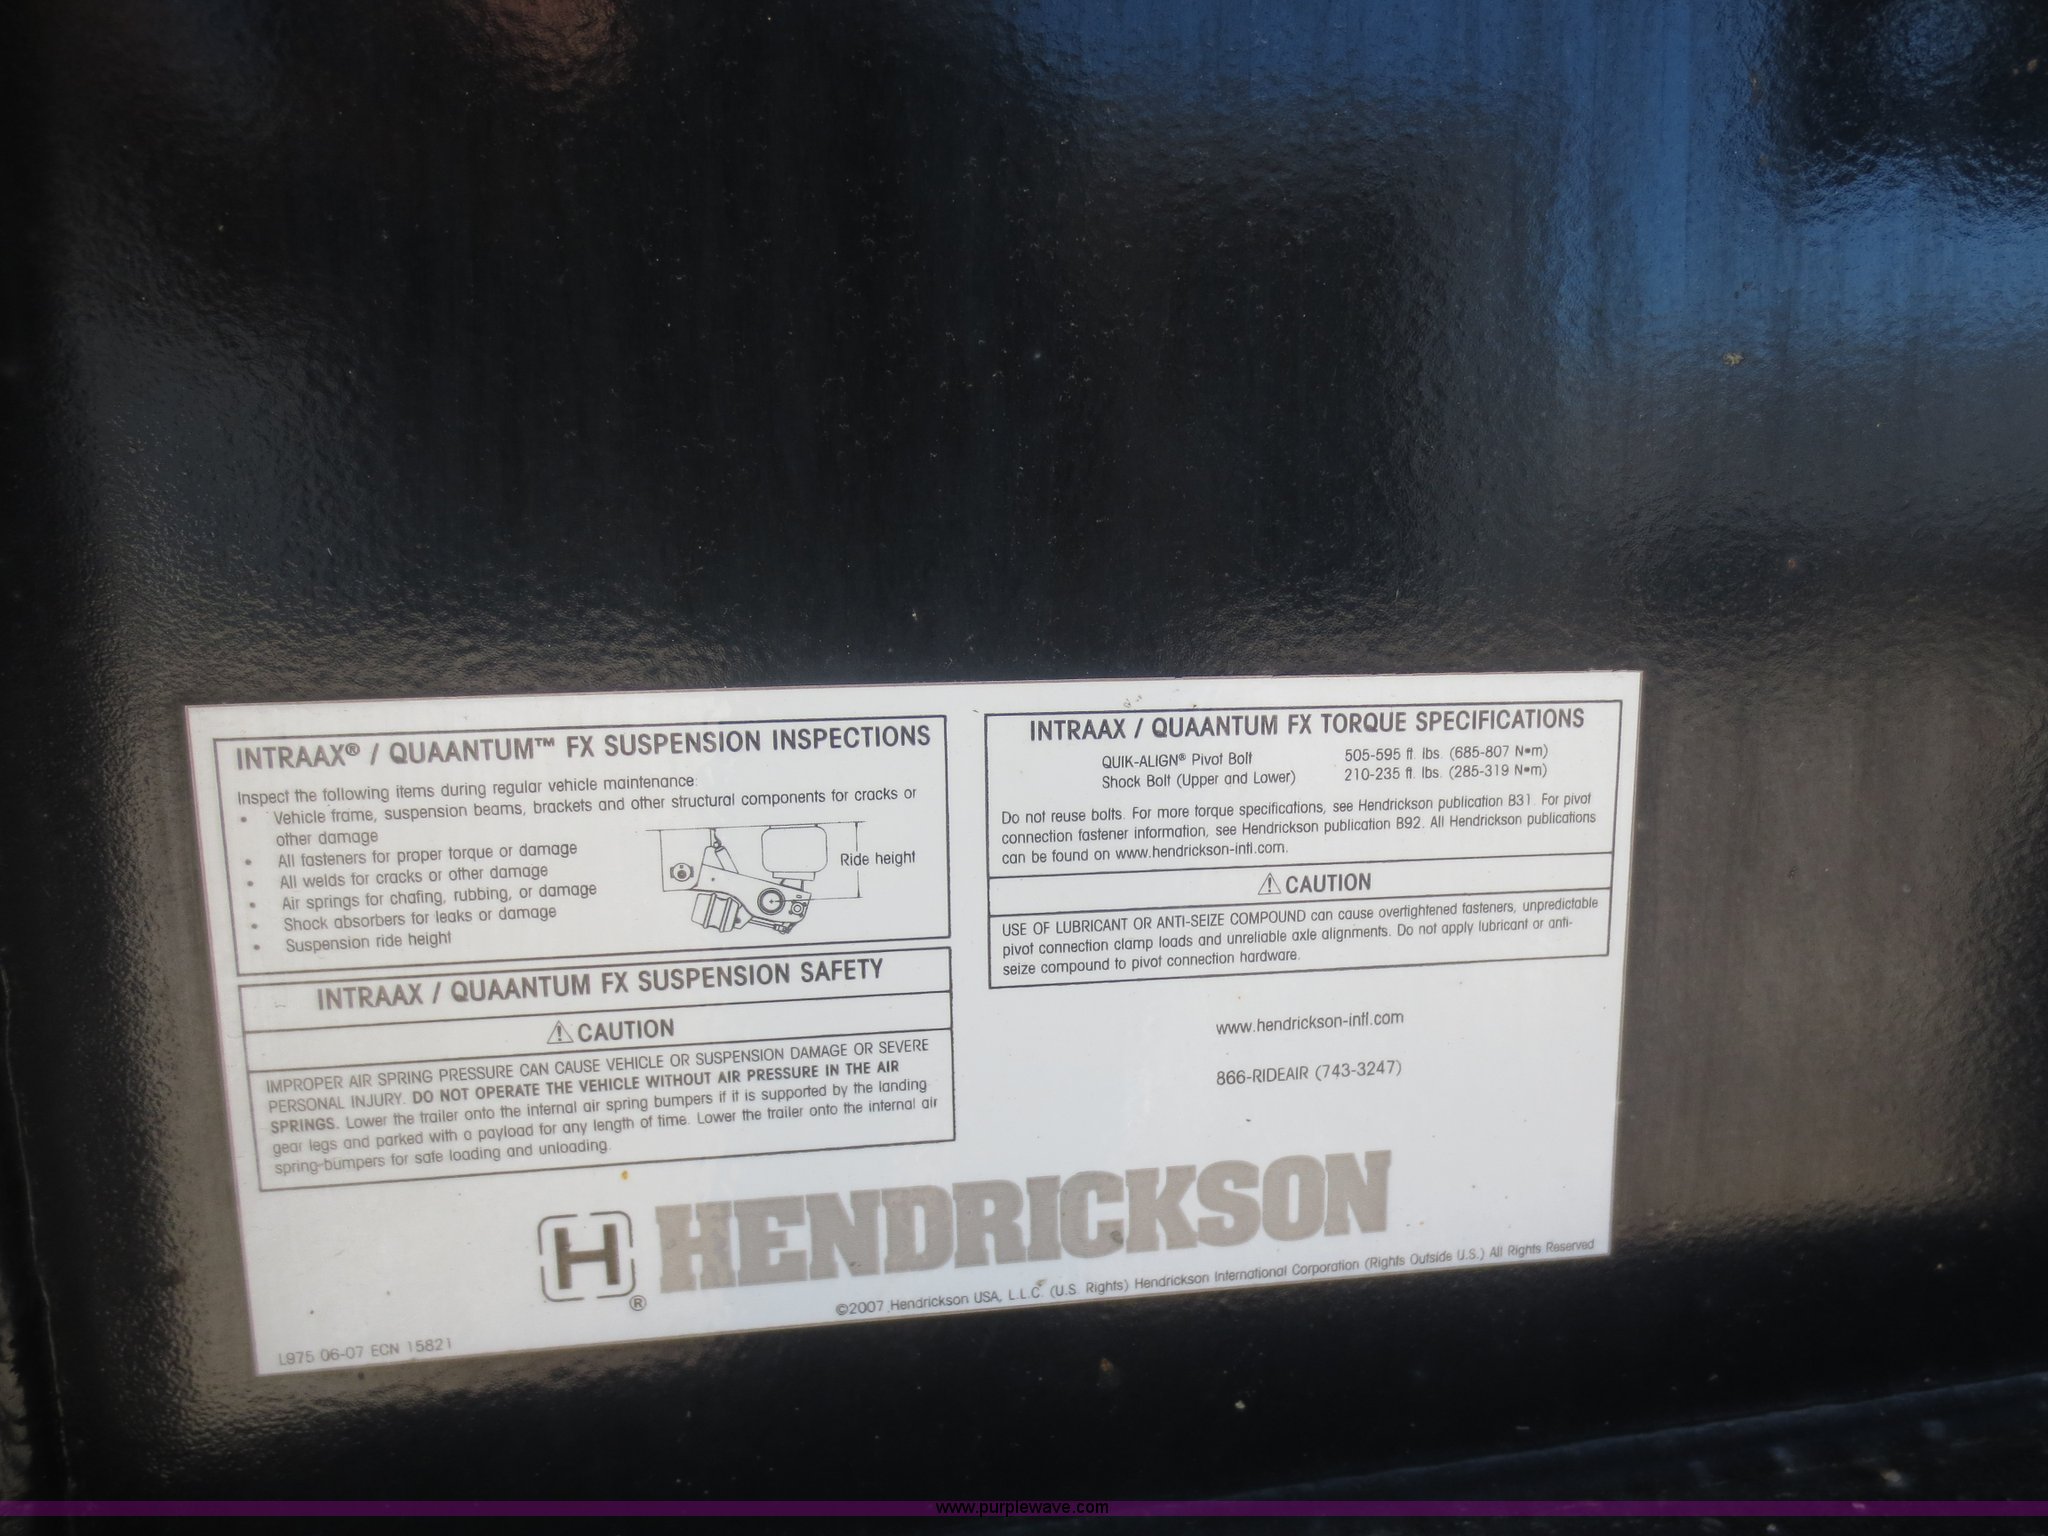 INTRAAX® / QUAANTUM™ FX SUSPENSION INSPECTIONS
Inspect the following items during regular vehicle maintenance:
• Vehicle frame, suspension beams, brackets and other structural components for cracks or
other damage
• All fasteners for proper torque or damage
• All welds for cracks or other damage
• Air springs for chafing, rubbing, or damage
• Shock absorbers for leaks or damage
• Suspension ride height
Ride height
INTRAAX / QUAANTUM FX SUSPENSION SAFETY
⚠ CAUTION
IMPROPER AIR SPRING PRESSURE CAN CAUSE VEHICLE OR SUSPENSION DAMAGE OR SEVERE
PERSONAL INJURY. DO NOT OPERATE THE VEHICLE WITHOUT AIR PRESSURE IN THE AIR
SPRINGS. Lower the trailer onto the internal air spring bumpers if it is supported by the landing
gear legs and parked with a payload for any length of time. Lower the trailer onto the internal air
spring-bumpers for safe loading and unloading.
INTRAAX / QUAANTUM FX TORQUE SPECIFICATIONS
QUIK-ALIGN® Pivot Bolt 505-595 ft. lbs. (685-807 N•m)
Shock Bolt (Upper and Lower) 210-235 ft. lbs. (285-319 N•m)
Do not reuse bolts. For more torque specifications, see Hendrickson publication B31. For pivot
connection fastener information, see Hendrickson publication B92. All Hendrickson publications
can be found on www.hendrickson-intl.com.
⚠ CAUTION
USE OF LUBRICANT OR ANTI-SEIZE COMPOUND can cause overtightened fasteners, unpredictable
pivot connection clamp loads and unreliable axle alignments. Do not apply lubricant or anti-
seize compound to pivot connection hardware.
www.hendrickson-intl.com
866-RIDEAIR (743-3247)
H® HENDRICKSON
©2007 Hendrickson USA, L.L.C. (U.S. Rights) Hendrickson International Corporation (Rights Outside U.S.) All Rights Reserved
L975 06-07 ECN 15821
www.purplewave.com